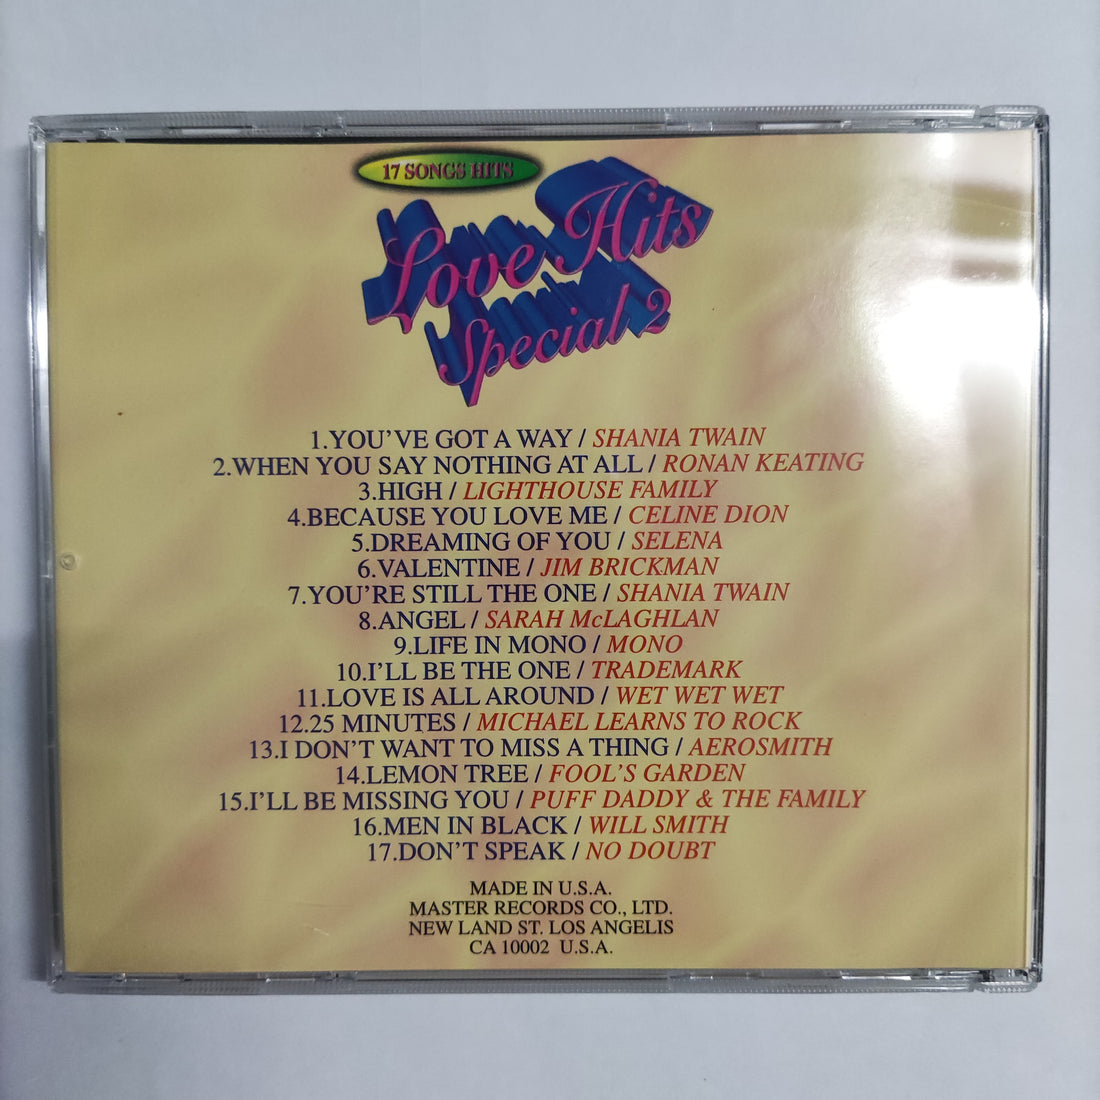 17 SONGS HITS
Love Hits
Special 2
1.YOU'VE GOT A WAY / SHANIA TWAIN
2.WHEN YOU SAY NOTHING AT ALL / RONAN KEATING
3.HIGH / LIGHTHOUSE FAMILY
4.BECAUSE YOU LOVE ME / CELINE DION
5.DREAMING OF YOU / SELENA
6.VALENTINE / JIM BRICKMAN
7.YOU'RE STILL THE ONE / SHANIA TWAIN
8.ANGEL / SARAH McLAGHLAN
9.LIFE IN MONO / MONO
10.I'LL BE THE ONE / TRADEMARK
11.LOVE IS ALL AROUND / WET WET WET
12.25 MINUTES / MICHAEL LEARNS TO ROCK
13.I DON'T WANT TO MISS A THING / AEROSMITH
14.LEMON TREE / FOOL'S GARDEN
15.I'LL BE MISSING YOU / PUFF DADDY & THE FAMILY
16.MEN IN BLACK / WILL SMITH
17.DON'T SPEAK / NO DOUBT
MADE IN U.S.A.
MASTER RECORDS CO., LTD.
NEW LAND ST. LOS ANGELIS
CA 10002 U.S.A.